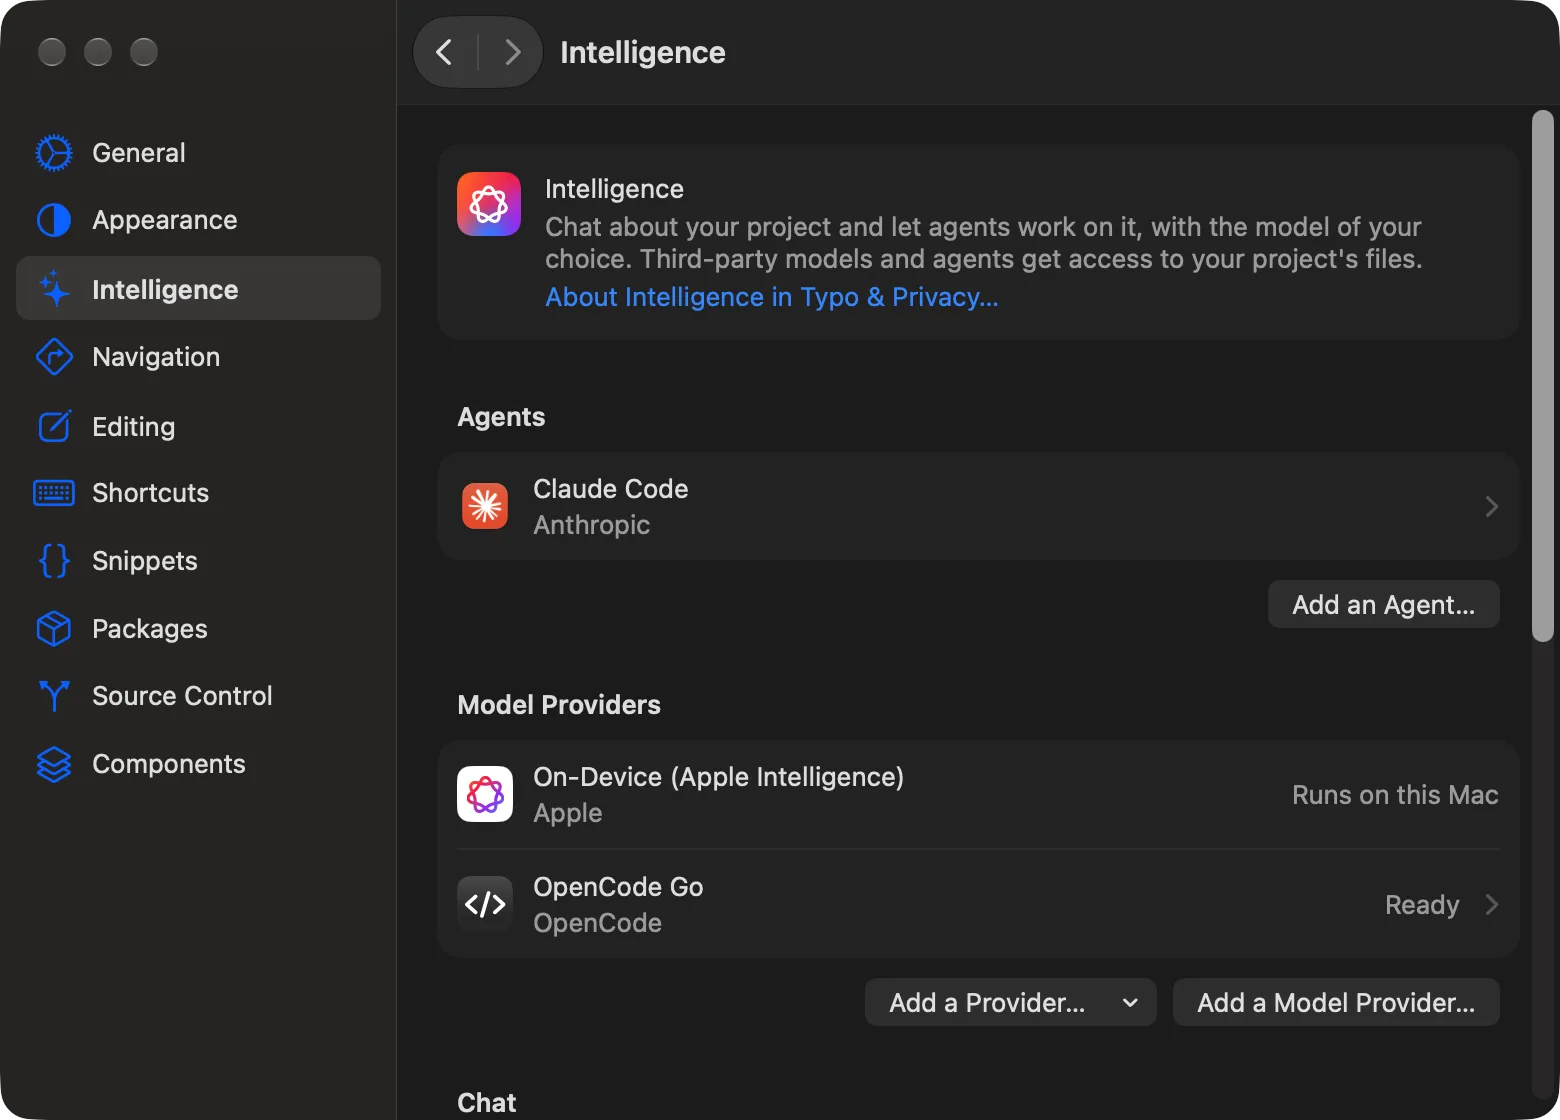 Intelligence
General
Appearance
Intelligence
Navigation
Editing
Shortcuts
Snippets
Packages
Source Control
Components
Intelligence
Chat about your project and let agents work on it, with the model of your
choice. Third-party models and agents get access to your project's files.
About Intelligence in Typo & Privacy...
Agents
Claude Code
Anthropic
Add an Agent...
Model Providers
On-Device (Apple Intelligence)
Apple
Runs on this Mac
</>
OpenCode Go
OpenCode
Ready
Add a Provider...
Add a Model Provider...
Chat